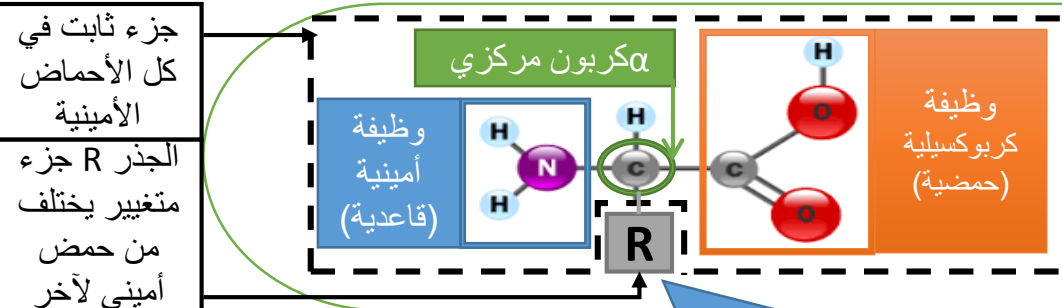 جزء ثابت في
كل الأحماض
الأمينية
الجذر R جزء
متغيير يختلف
من حمض
أميني لآخر
αكربون مركزي
وظيفة
أمينية
(قاعدية)
H
H
N
H
C
R
C
H
O
O
وظيفة
كربوكسيلية
(حمضية)